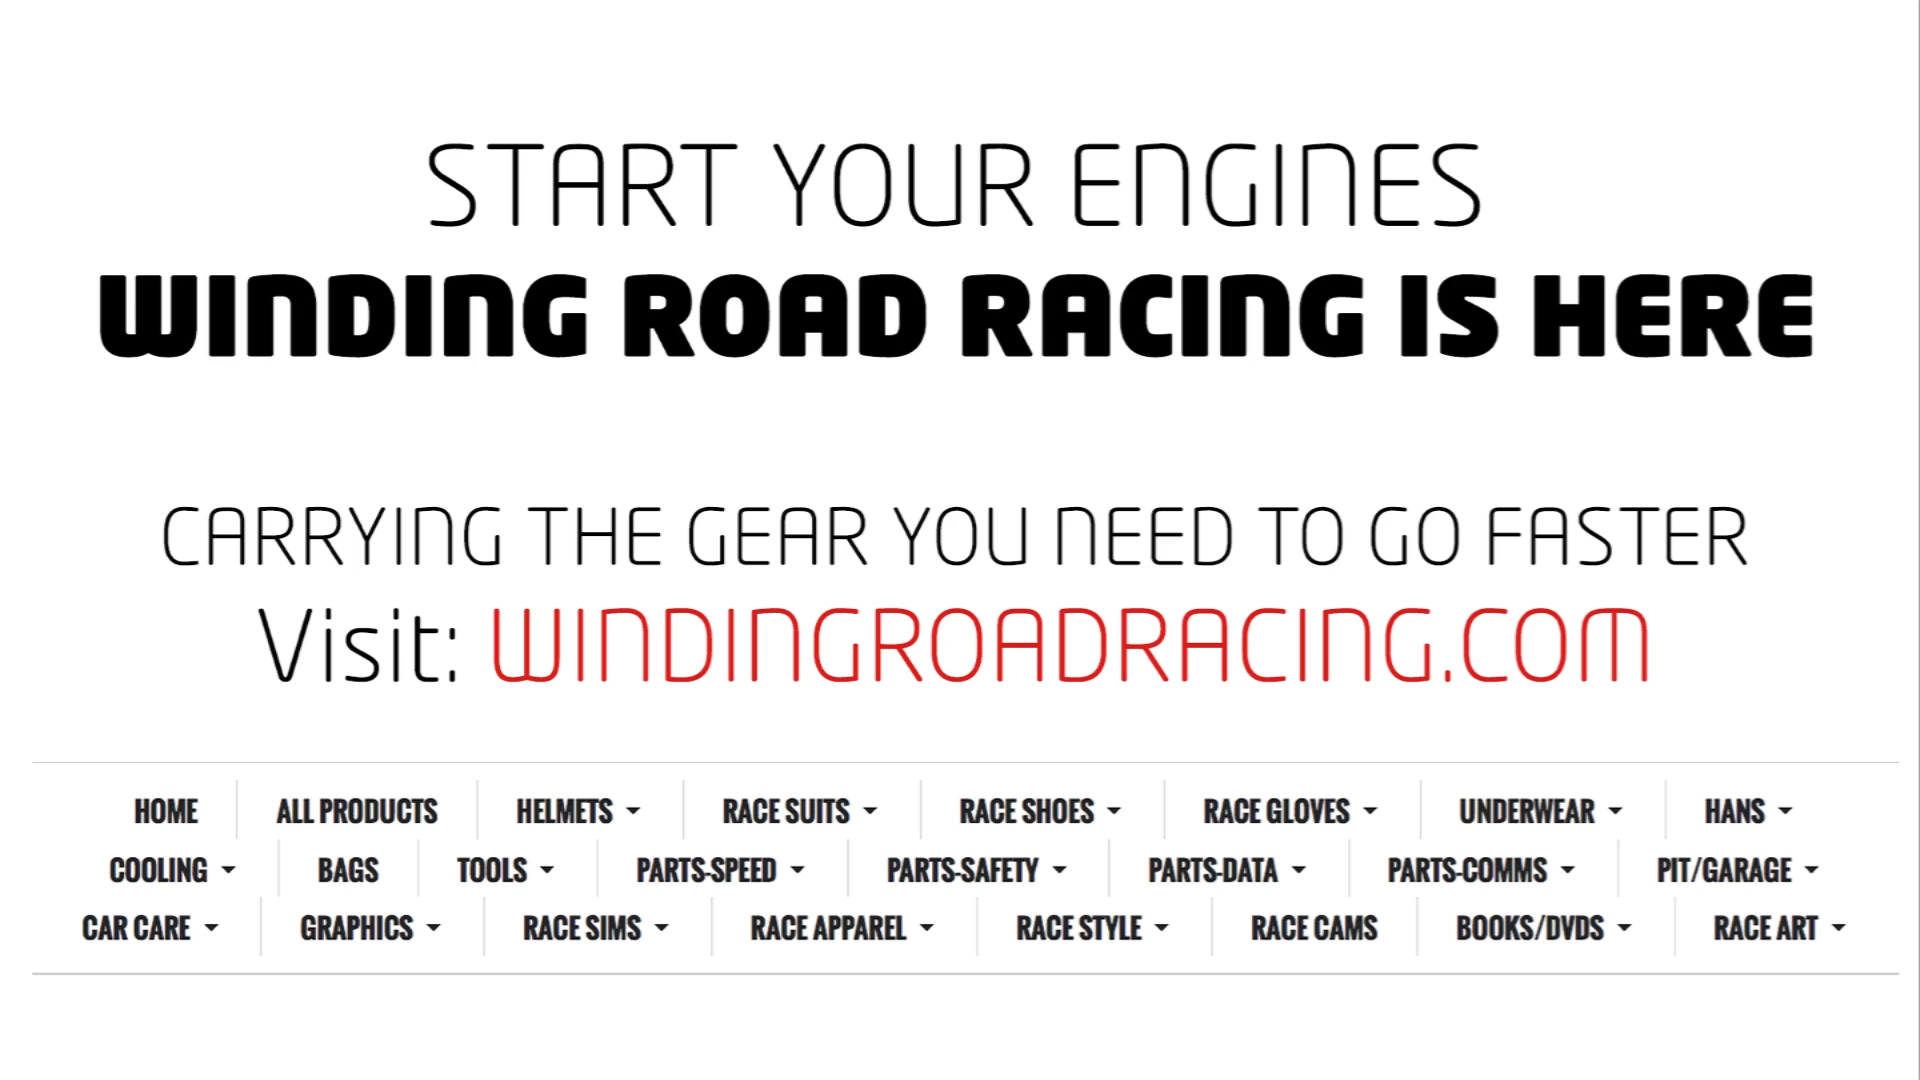 START YOUR ENGINES
WINDING ROAD RACING IS HERE
CARRYING THE GEAR YOU NEED TO GO FASTER
Visit: WINDINGROADRACING.COM
HOME ALL PRODUCTS HELMETS RACE SUITS RACE SHOES RACE GLOVES UNDERWEAR HANS
COOLING BAGS TOOLS PARTS-SPEED PARTS-SAFETY PARTS-DATA PARTS-COMMS PIT/GARAGE
CAR CARE GRAPHICS RACE SIMS RACE APPAREL RACE STYLE RACE CAMS BOOKS/DVDS RACE ART